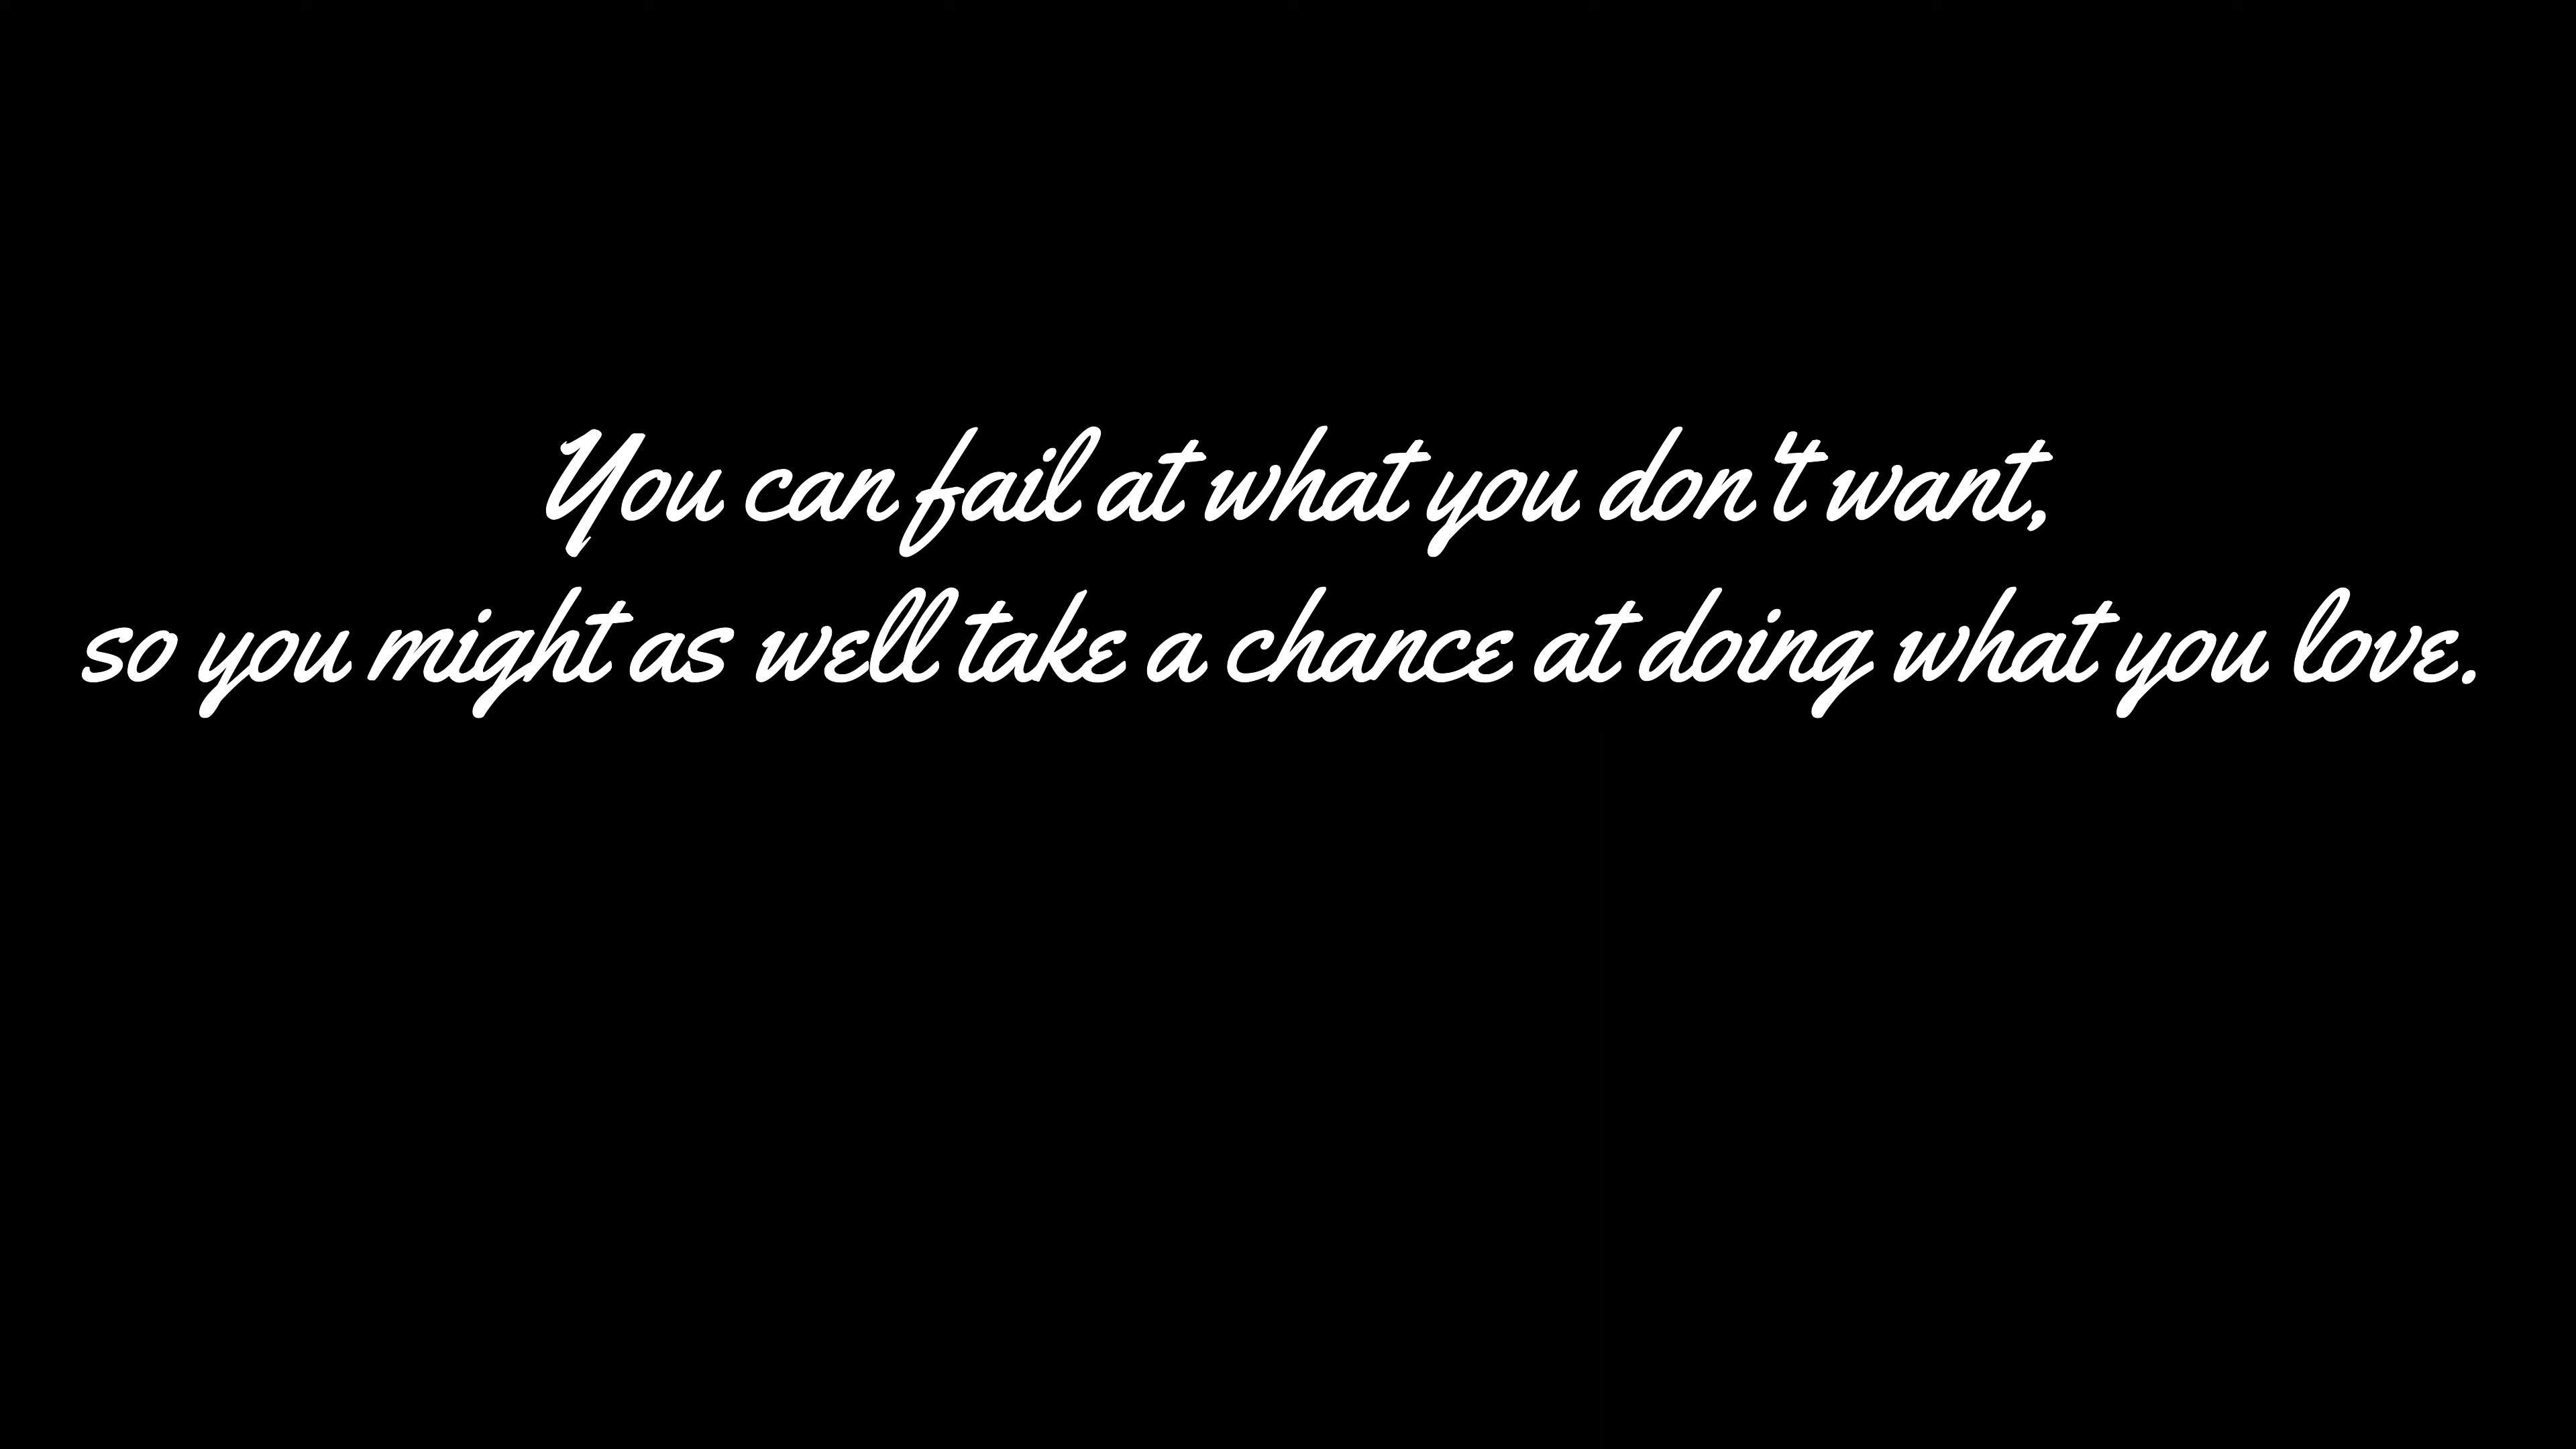 You can fail at what you don't want,
so you might as well take a chance at doing what you love.